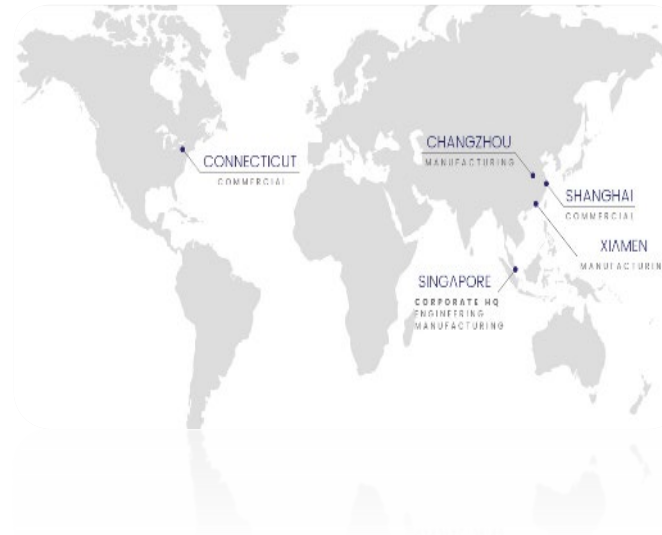 CONNECTICUT
COMMERCIAL
CHANGZHOU
MANUFACTURING
SHANGHAI
COMMERCIAL
XIAMEN
MANUFACTURIN
SINGAPORE
CORPORATE HQ
ENGINEERING
MANUFACTURING